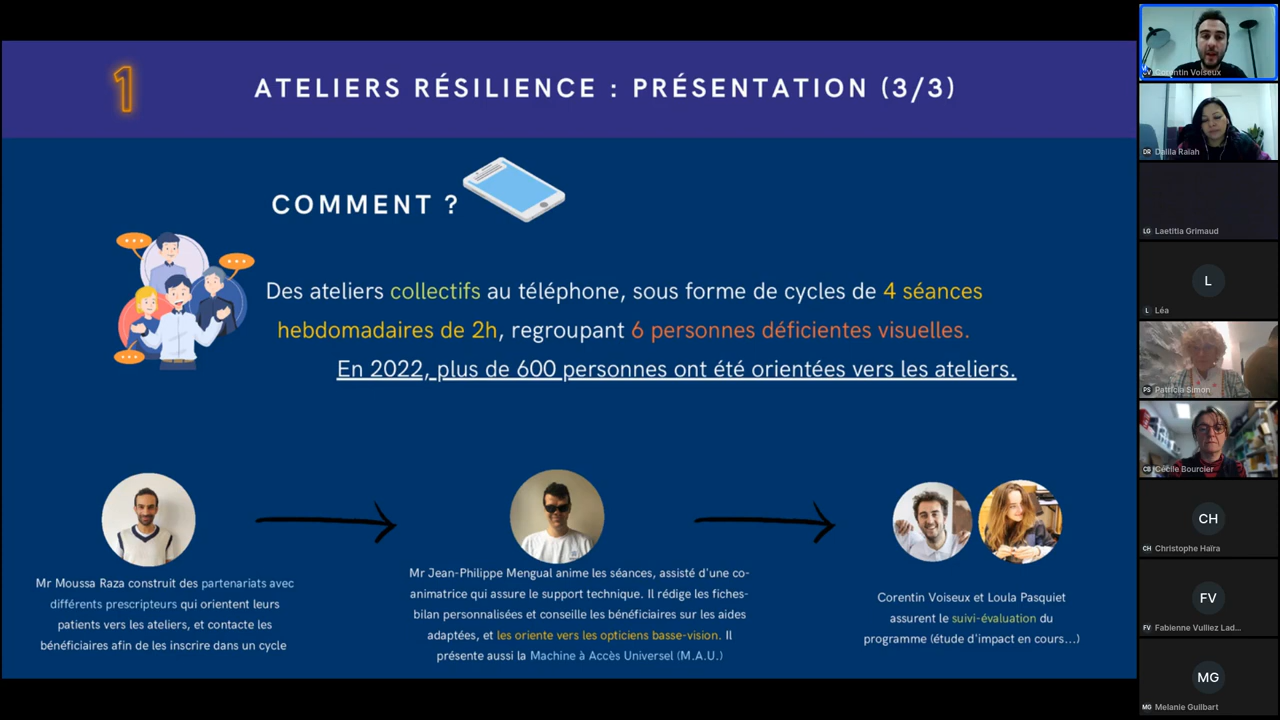 1
ATELIERS RÉSILIENCE : PRÉSENTATION (3/3)
COMMENT ?
Des ateliers collectifs au téléphone, sous forme de cycles de 4 séances
hebdomadaires de 2h, regroupant 6 personnes déficientes visuelles.
En 2022, plus de 600 personnes ont été orientées vers les ateliers.
Mr Moussa Raza construit des partenariats avec
différents prescripteurs qui orientent leurs
patients vers les ateliers, et contacte les
bénéficiaires afin de les inscrire dans un cycle
Mr Jean-Philippe Mengual anime les séances, assisté d'une co-
animatrice qui assure le support technique. Il rédige les fiches-
bilan personnalisées et conseille les bénéficiaires sur les aides
adaptées, et les oriente vers les opticiens basse-vision. Il
présente aussi la Machine à Accès Universel (M.A.U.)
Corentin Voiseux et Loula Pasquiet
assurent le suivi-évaluation du
programme (étude d'impact en cours...)
CV Corentin Voiseux
DR Dalila Raïah
LG Laetitia Grimaud
L
L Léa
PS Patricia Simon
CB Cécile Bourcier
CH
CH Christophe Haïra
FV
FV Fabienne Vulliez Lad...
MG
MG Melanie Guilbart